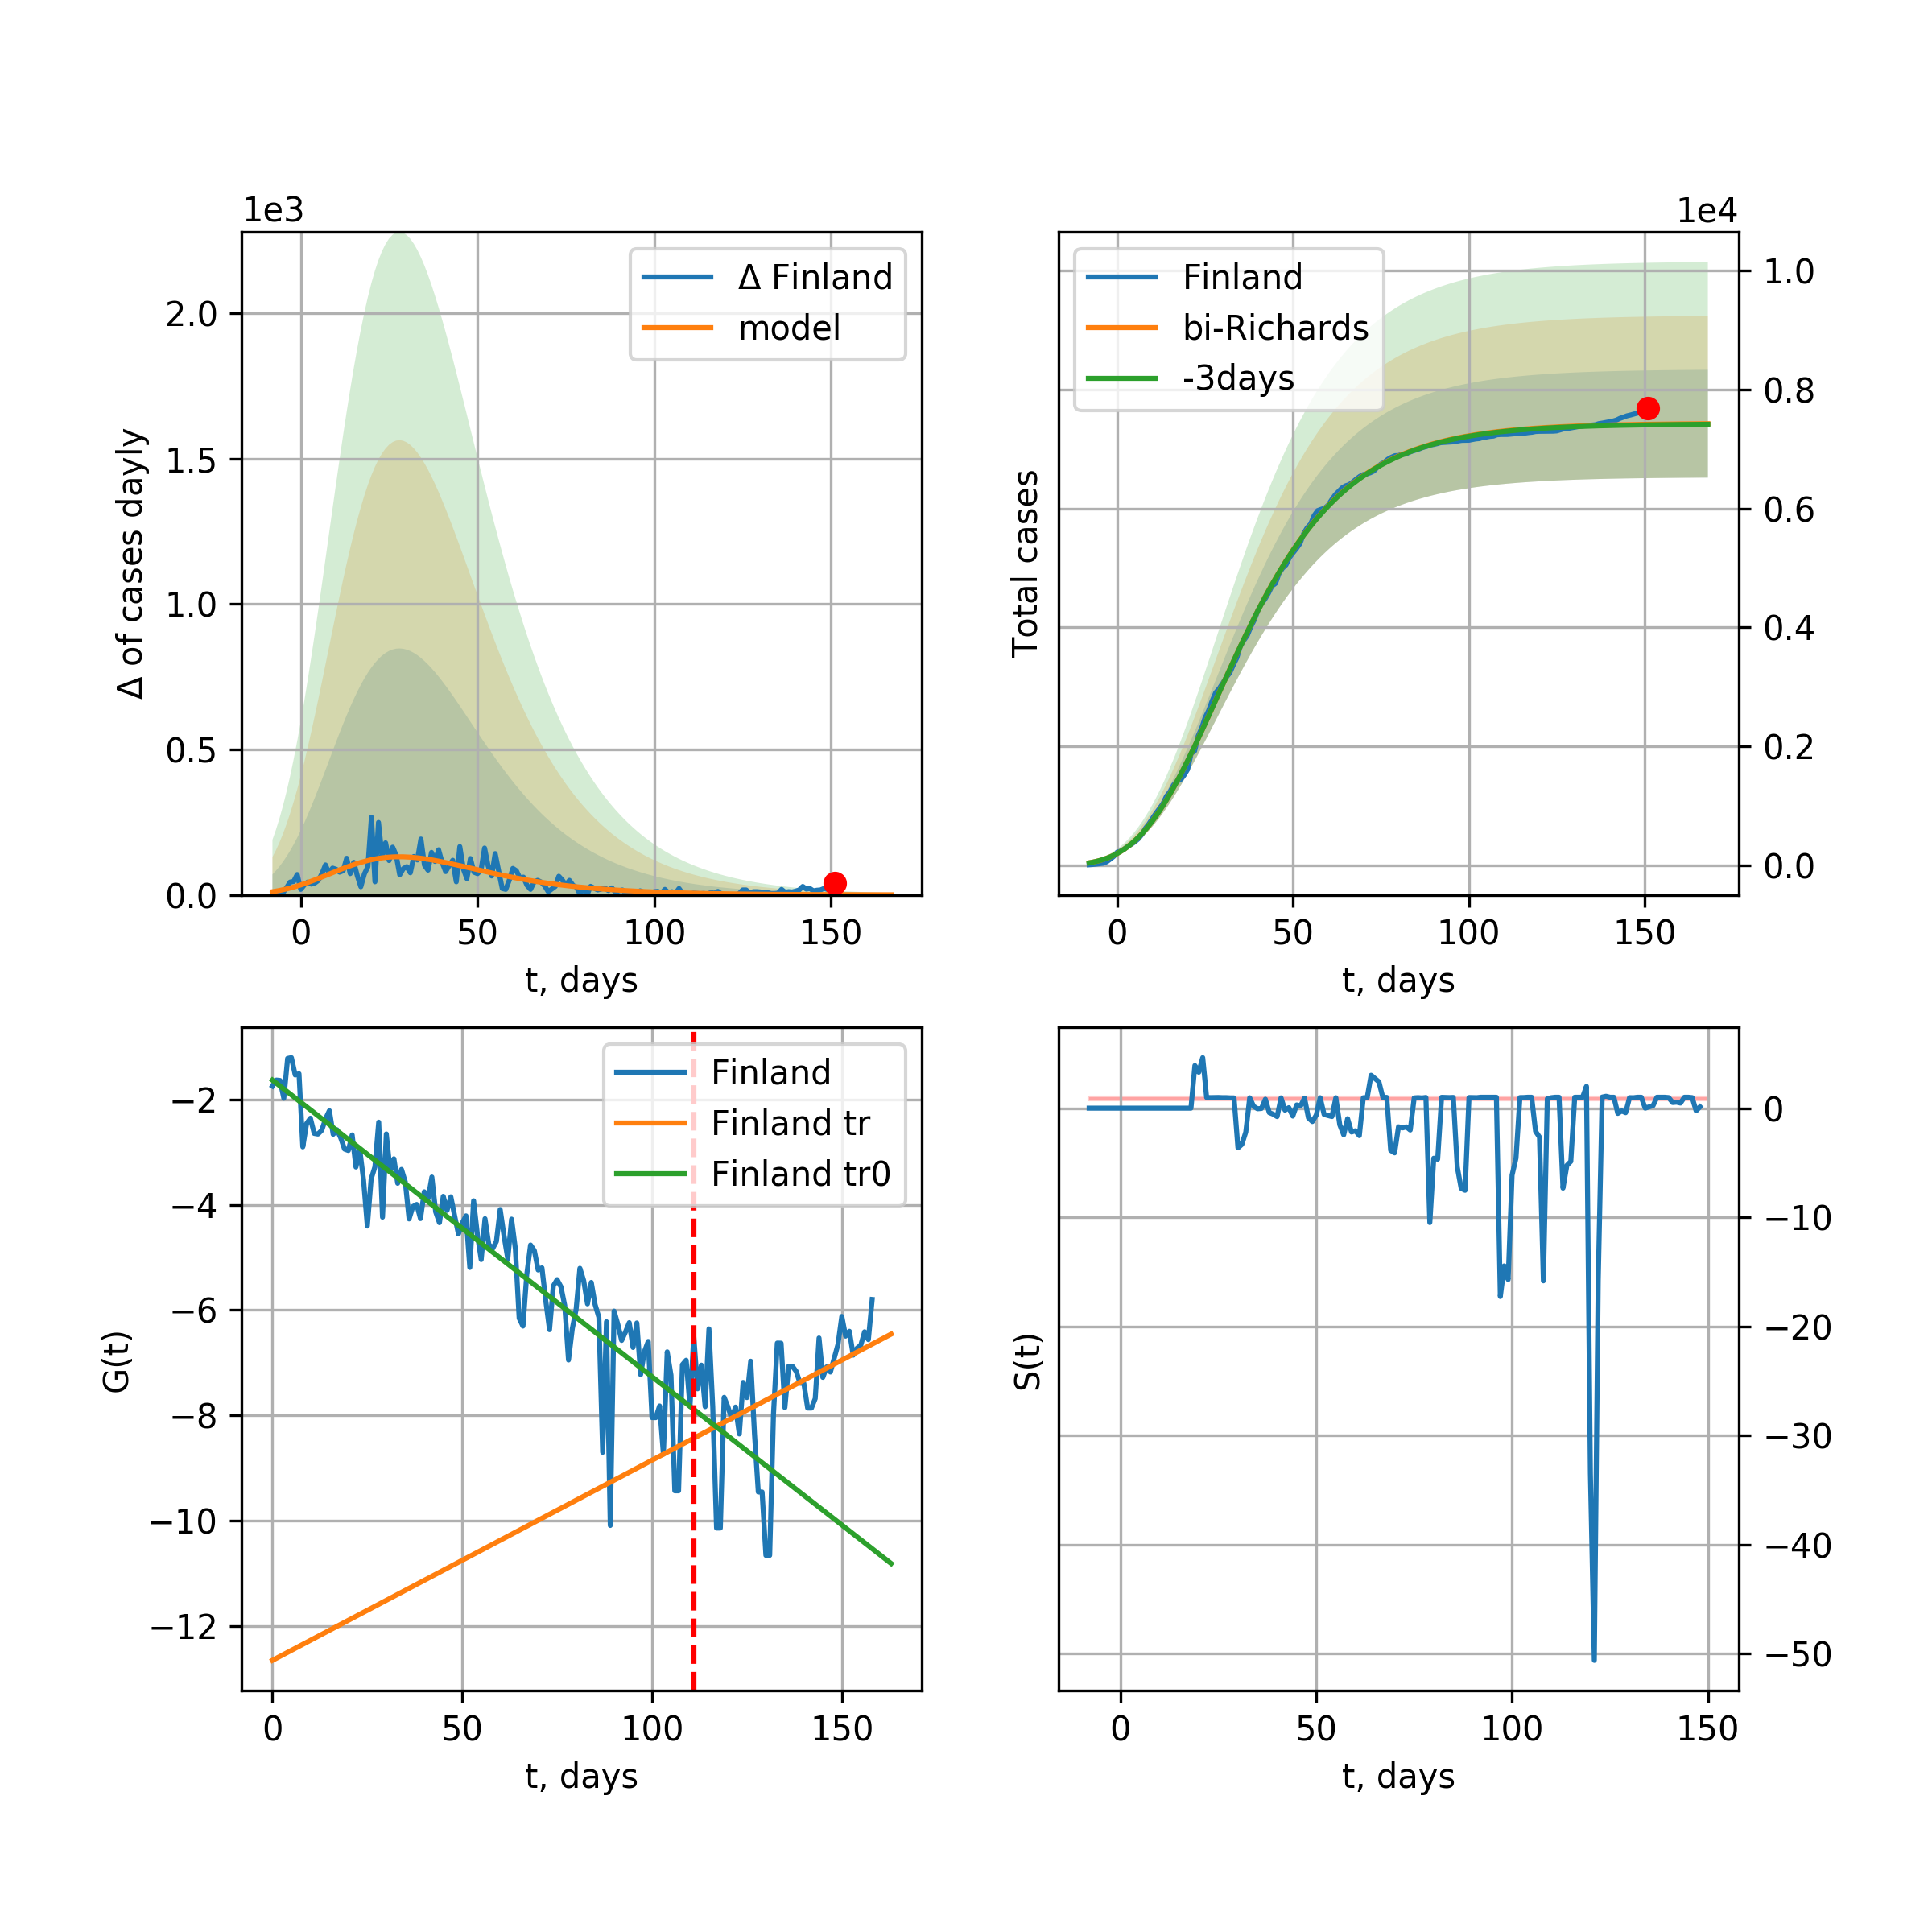 1e3
Δ Finland
model
2.0
1.5
1.0
0.5
0.0
Δ of cases dayly
0 50 100 150
t, days
1e4
Finland
bi-Richards
-3days
1.0
0.8
0.6
0.4
0.2
0.0
Total cases
0 50 100 150
t, days
Finland
Finland tr
Finland tr0
−2
−4
−6
−8
−10
−12
G(t)
0 50 100 150
t, days
0
−10
−20
−30
−40
−50
S(t)
0 50 100 150
t, days